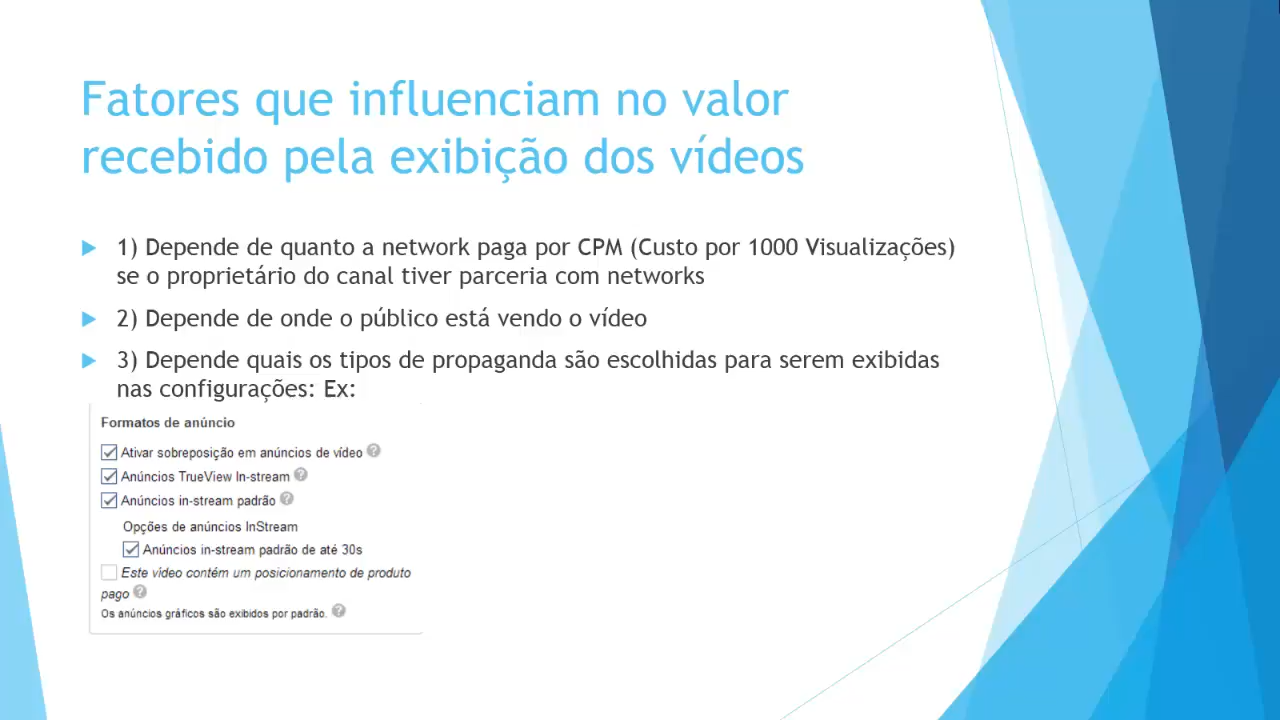 Fatores que influenciam no valor
recebido pela exibição dos vídeos
1) Depende de quanto a network paga por CPM (Custo por 1000 Visualizações)
se o proprietário do canal tiver parceria com networks
2) Depende de onde o público está vendo o vídeo
3) Depende quais os tipos de propaganda são escolhidas para serem exibidas
nas configurações: Ex:
Formatos de anúncio
Ativar sobreposição em anúncios de vídeo ?
Anúncios TrueView In-stream ?
Anúncios in-stream padrão ?
Opções de anúncios InStream
Anúncios in-stream padrão de até 30s
Este vídeo contém um posicionamento de produto
pago ?
Os anúncios gráficos são exibidos por padrão. ?